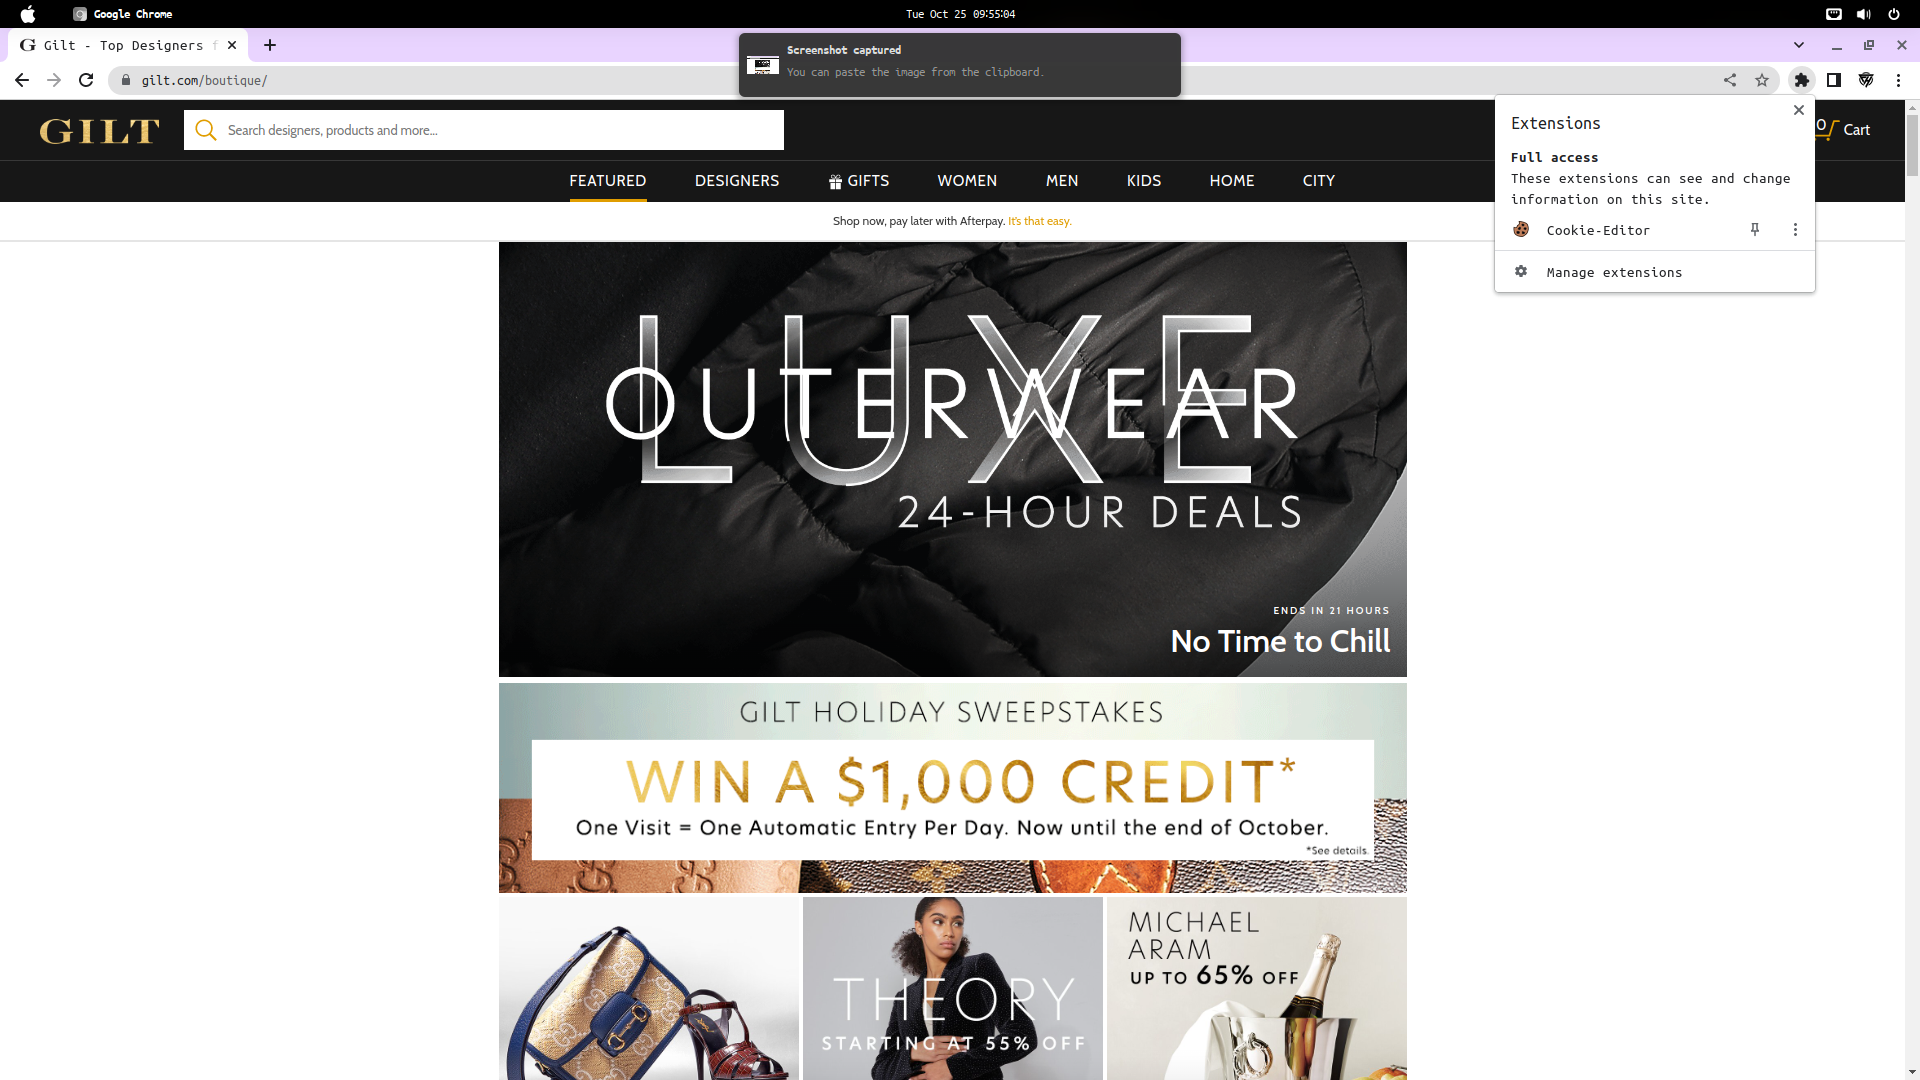 Google Chrome
Tue Oct 25 09:55:04
Gilt - Top Designers f
Screenshot captured
You can paste the image from the clipboard.
gilt.com/boutique/
GILT
Search designers, products and more...
0
Cart
Extensions
Full access
These extensions can see and change
information on this site.
Cookie-Editor
Manage extensions
FEATURED
DESIGNERS
GIFTS
WOMEN
MEN
KIDS
HOME
CITY
Shop now, pay later with Afterpay. It's that easy.
LUXE
OUTERWEAR
24-HOUR DEALS
ENDS IN 21 HOURS
No Time to Chill
GILT HOLIDAY SWEEPSTAKES
WIN A $1,000 CREDIT*
One Visit = One Automatic Entry Per Day. Now until the end of October.
*See details.
THEORY
STARTING AT 55% OFF
MICHAEL
ARAM
UP TO 65% OFF